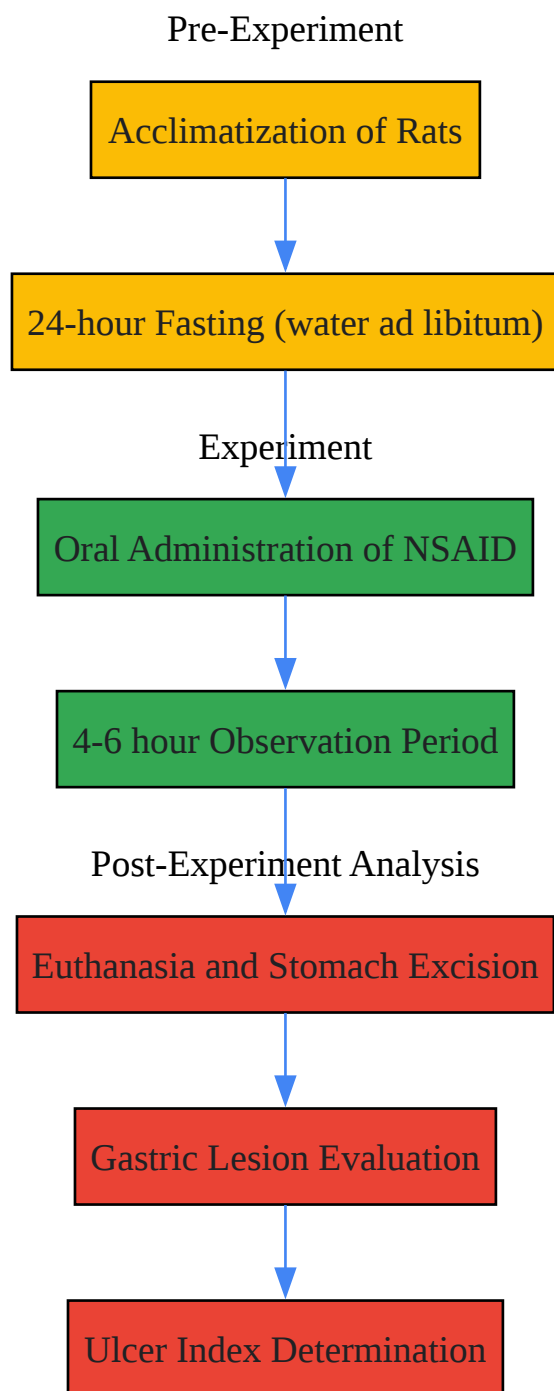 Pre-Experiment
Acclimatization of Rats
24-hour Fasting (water ad libitum)
Experiment
Oral Administration of NSAID
4-6 hour Observation Period
Post-Experiment Analysis
Euthanasia and Stomach Excision
Gastric Lesion Evaluation
Ulcer Index Determination